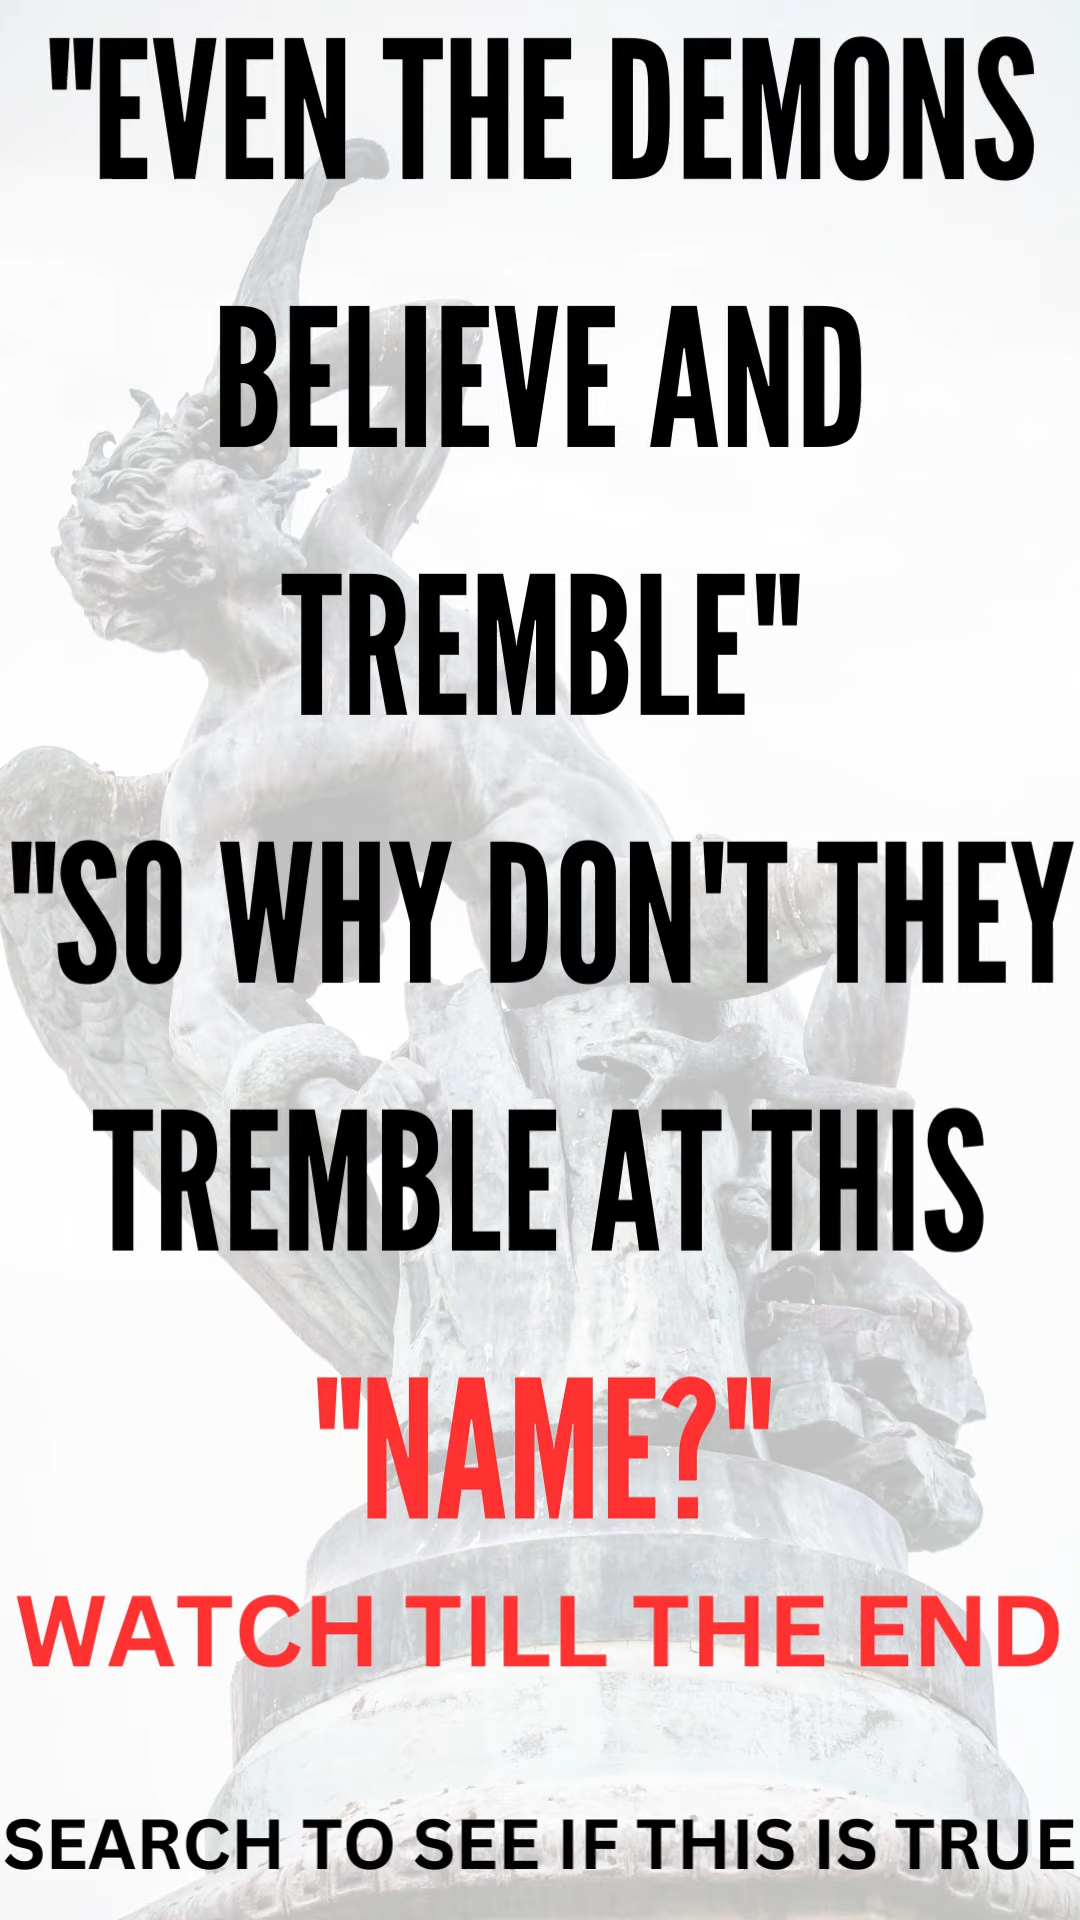 "EVEN THE DEMONS
BELIEVE AND
TREMBLE"
"SO WHY DON'T THEY
TREMBLE AT THIS
"NAME?"
WATCH TILL THE END
SEARCH TO SEE IF THIS IS TRUE